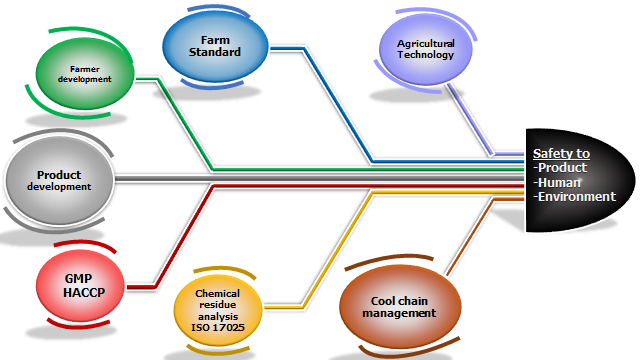 Farm
Standard
Agricultural
Technology
Farmer
development
Product
development
Safety to
-Product
-Human
-Environment
GMP
HACCP
Chemical
residue
analysis
ISO 17025
Cool chain
management